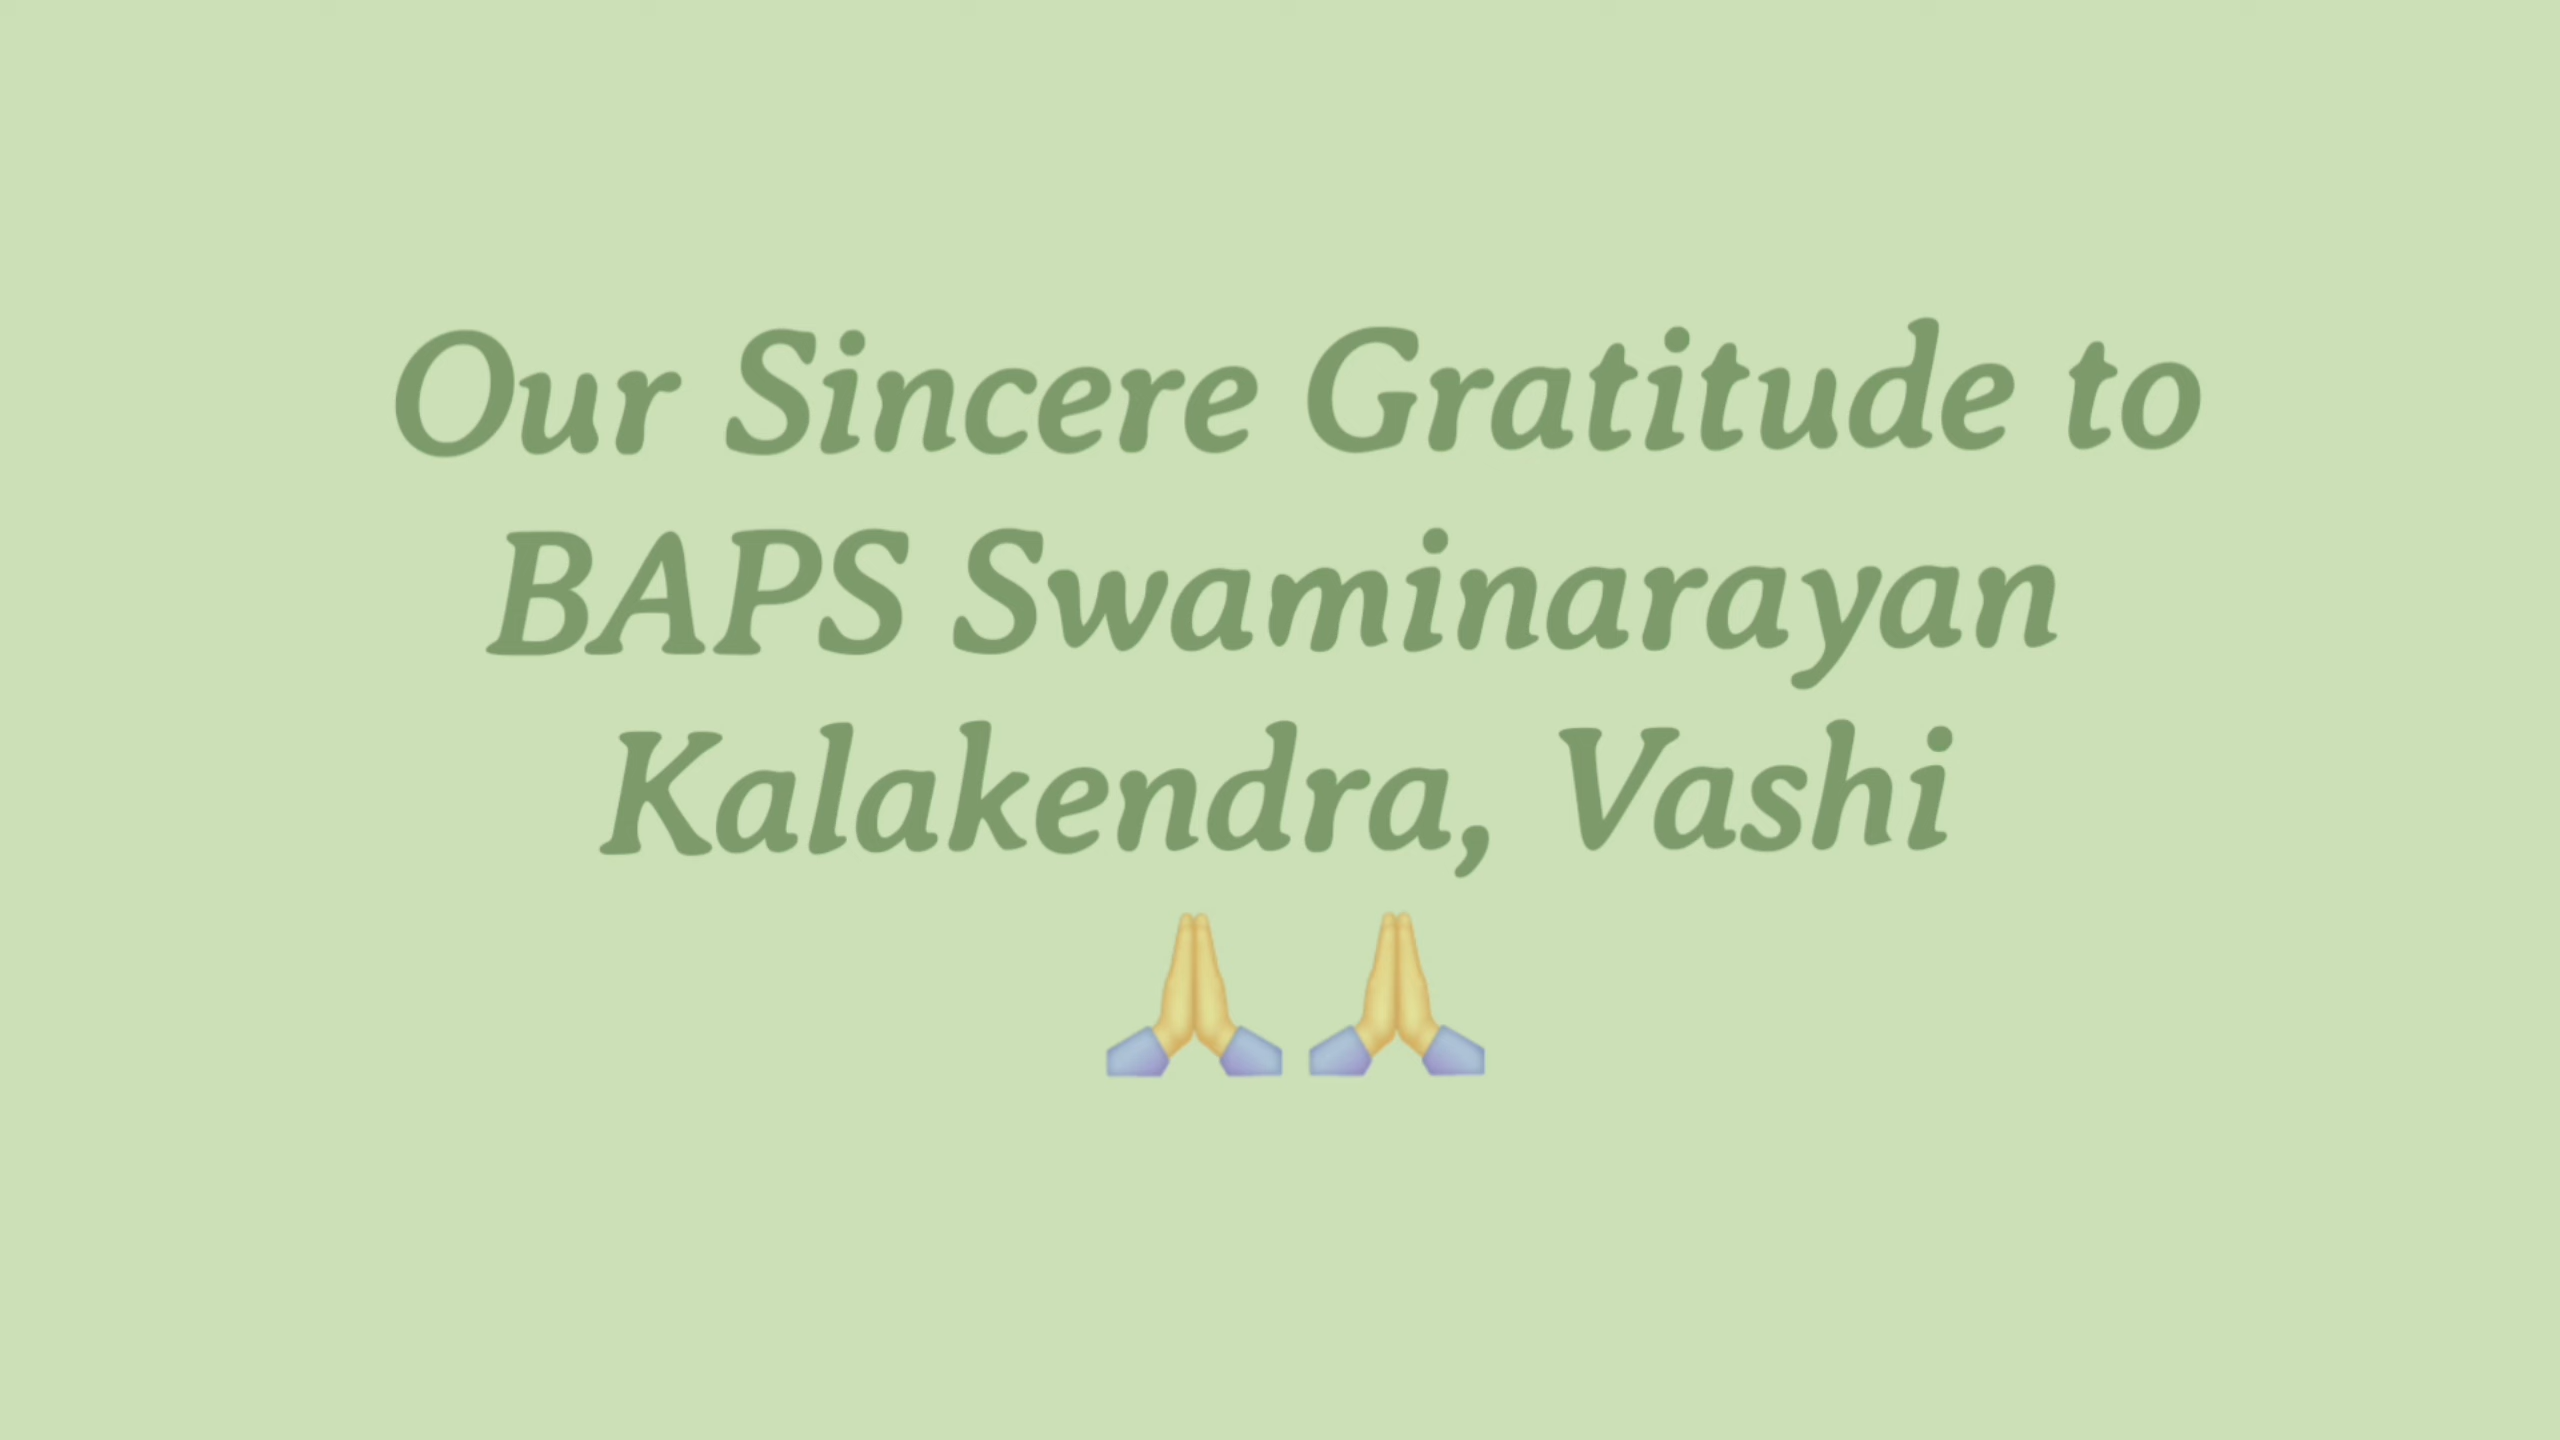 Our Sincere Gratitude to
BAPS Swaminarayan
Kalakendra, Vashi
🙏🙏